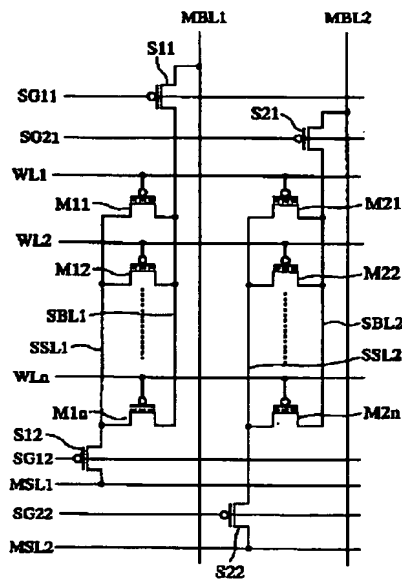 MBL1 MBL2
S11
SG11
S21
SG21
WL1
M11 M21
WL2
M12 M22
SBL1 SBL2
SSL1 SSL2
WLn
M1n M2n
S12
SG12
MSL1
SG22
MSL2
S22